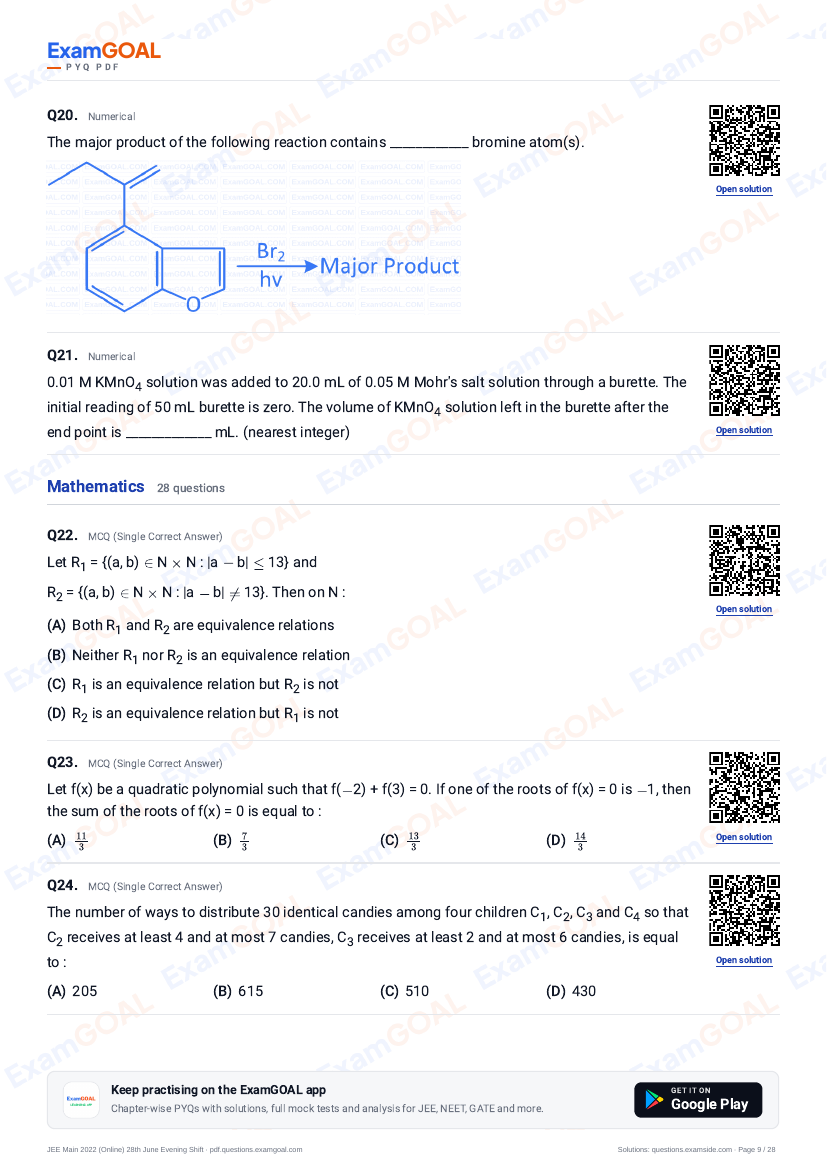 ExamGOAL
PYQ PDF
Q20. Numerical
The major product of the following reaction contains ____________ bromine atom(s).
Open solution
Br2
hv
Major Product
O
Q21. Numerical
0.01 M KMnO4 solution was added to 20.0 mL of 0.05 M Mohr's salt solution through a burette. The
initial reading of 50 mL burette is zero. The volume of KMnO4 solution left in the burette after the
end point is _____________ mL. (nearest integer)
Open solution
Mathematics 28 questions
Q22. MCQ (Single Correct Answer)
Let R1 = {(a, b) ∈ N × N : |a − b| ≤ 13} and
R2 = {(a, b) ∈ N × N : |a − b| ≠ 13}. Then on N :
(A) Both R1 and R2 are equivalence relations
(B) Neither R1 nor R2 is an equivalence relation
(C) R1 is an equivalence relation but R2 is not
(D) R2 is an equivalence relation but R1 is not
Open solution
Q23. MCQ (Single Correct Answer)
Let f(x) be a quadratic polynomial such that f(−2) + f(3) = 0. If one of the roots of f(x) = 0 is −1, then
the sum of the roots of f(x) = 0 is equal to :
(A) 11/3 (B) 7/3 (C) 13/3 (D) 14/3
Open solution
Q24. MCQ (Single Correct Answer)
The number of ways to distribute 30 identical candies among four children C1, C2, C3 and C4 so that
C2 receives at least 4 and at most 7 candies, C3 receives at least 2 and at most 6 candies, is equal
to :
(A) 205 (B) 615 (C) 510 (D) 430
Open solution
ExamGOAL
Keep practising on the ExamGOAL app
Chapter-wise PYQs with solutions, full mock tests and analysis for JEE, NEET, GATE and more.
GET IT ON
Google Play
JEE Main 2022 (Online) 28th June Evening Shift · pdf.questions.examgoal.com
Solutions: questions.examside.com · Page 9 / 28